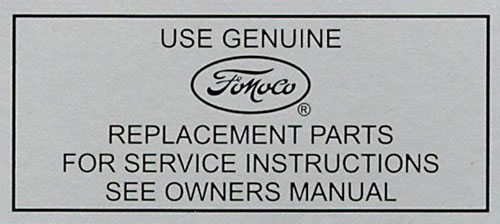 USE GENUINE
FoMoCo
®
REPLACEMENT PARTS
FOR SERVICE INSTRUCTIONS
SEE OWNERS MANUAL